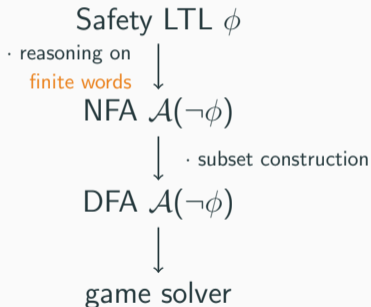 Safety LTL ϕ
· reasoning on
finite words
NFA 𝒜(¬ϕ)
· subset construction
DFA 𝒜(¬ϕ)
game solver